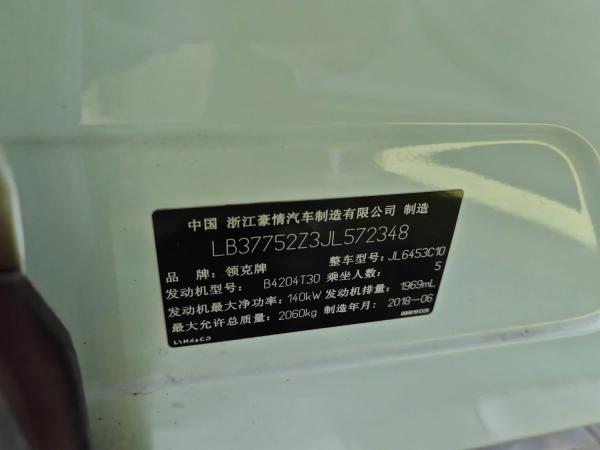 中国 浙江豪情汽车制造有限公司 制造
LB37752Z3JL572348
品 牌：领克牌 整车型号：JL6453C10
发动机型号：B4204T30 乘坐人数：5
发动机最大净功率：140kW 发动机排量：1969mL
最大允许总质量：2060kg 制造年月：2018-06
LYNK&CO